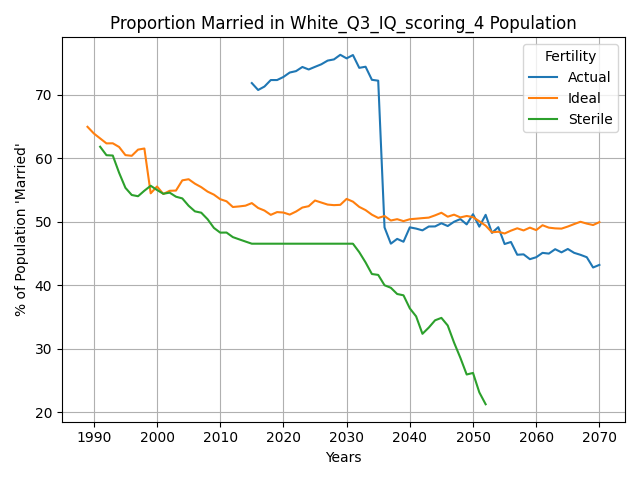 Proportion Married in White_Q3_IQ_scoring_4 Population
% of Population 'Married'
70
60
50
40
30
20
Fertility
Actual
Ideal
Sterile
1990 2000 2010 2020 2030 2040 2050 2060 2070
Years